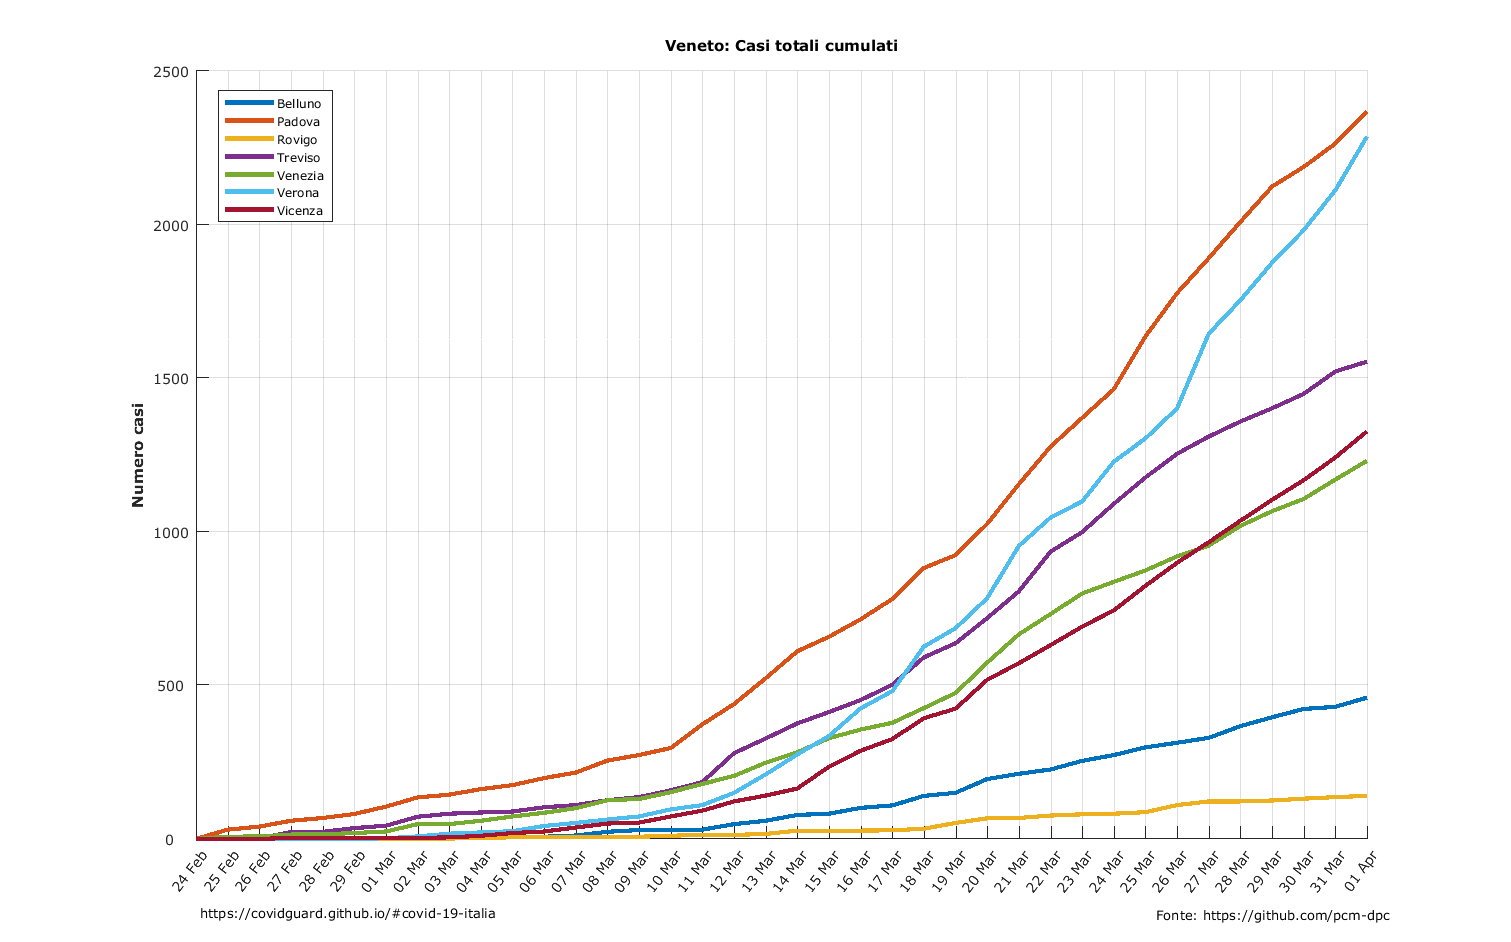 Veneto: Casi totali cumulati
2500
2000
1500
1000
500
0
Numero casi
Belluno
Padova
Rovigo
Treviso
Venezia
Verona
Vicenza
24 Feb
25 Feb
26 Feb
27 Feb
28 Feb
29 Feb
01 Mar
02 Mar
03 Mar
04 Mar
05 Mar
06 Mar
07 Mar
08 Mar
09 Mar
10 Mar
11 Mar
12 Mar
13 Mar
14 Mar
15 Mar
16 Mar
17 Mar
18 Mar
19 Mar
20 Mar
21 Mar
22 Mar
23 Mar
24 Mar
25 Mar
26 Mar
27 Mar
28 Mar
29 Mar
30 Mar
31 Mar
01 Apr
https://covidguard.github.io/#covid-19-italia
Fonte: https://github.com/pcm-dpc